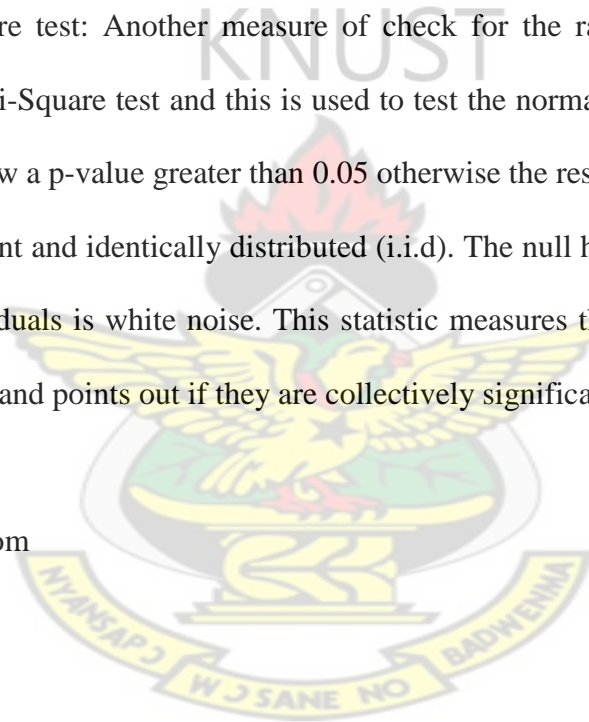 KNUST
re test: Another measure of check for the ra
i-Square test and this is used to test the norma
w a p-value greater than 0.05 otherwise the res
nt and identically distributed (i.i.d). The null h
duals is white noise. This statistic measures th
and points out if they are collectively significa
om
NYANSAPƆ WƆSANE NO BADWENMA